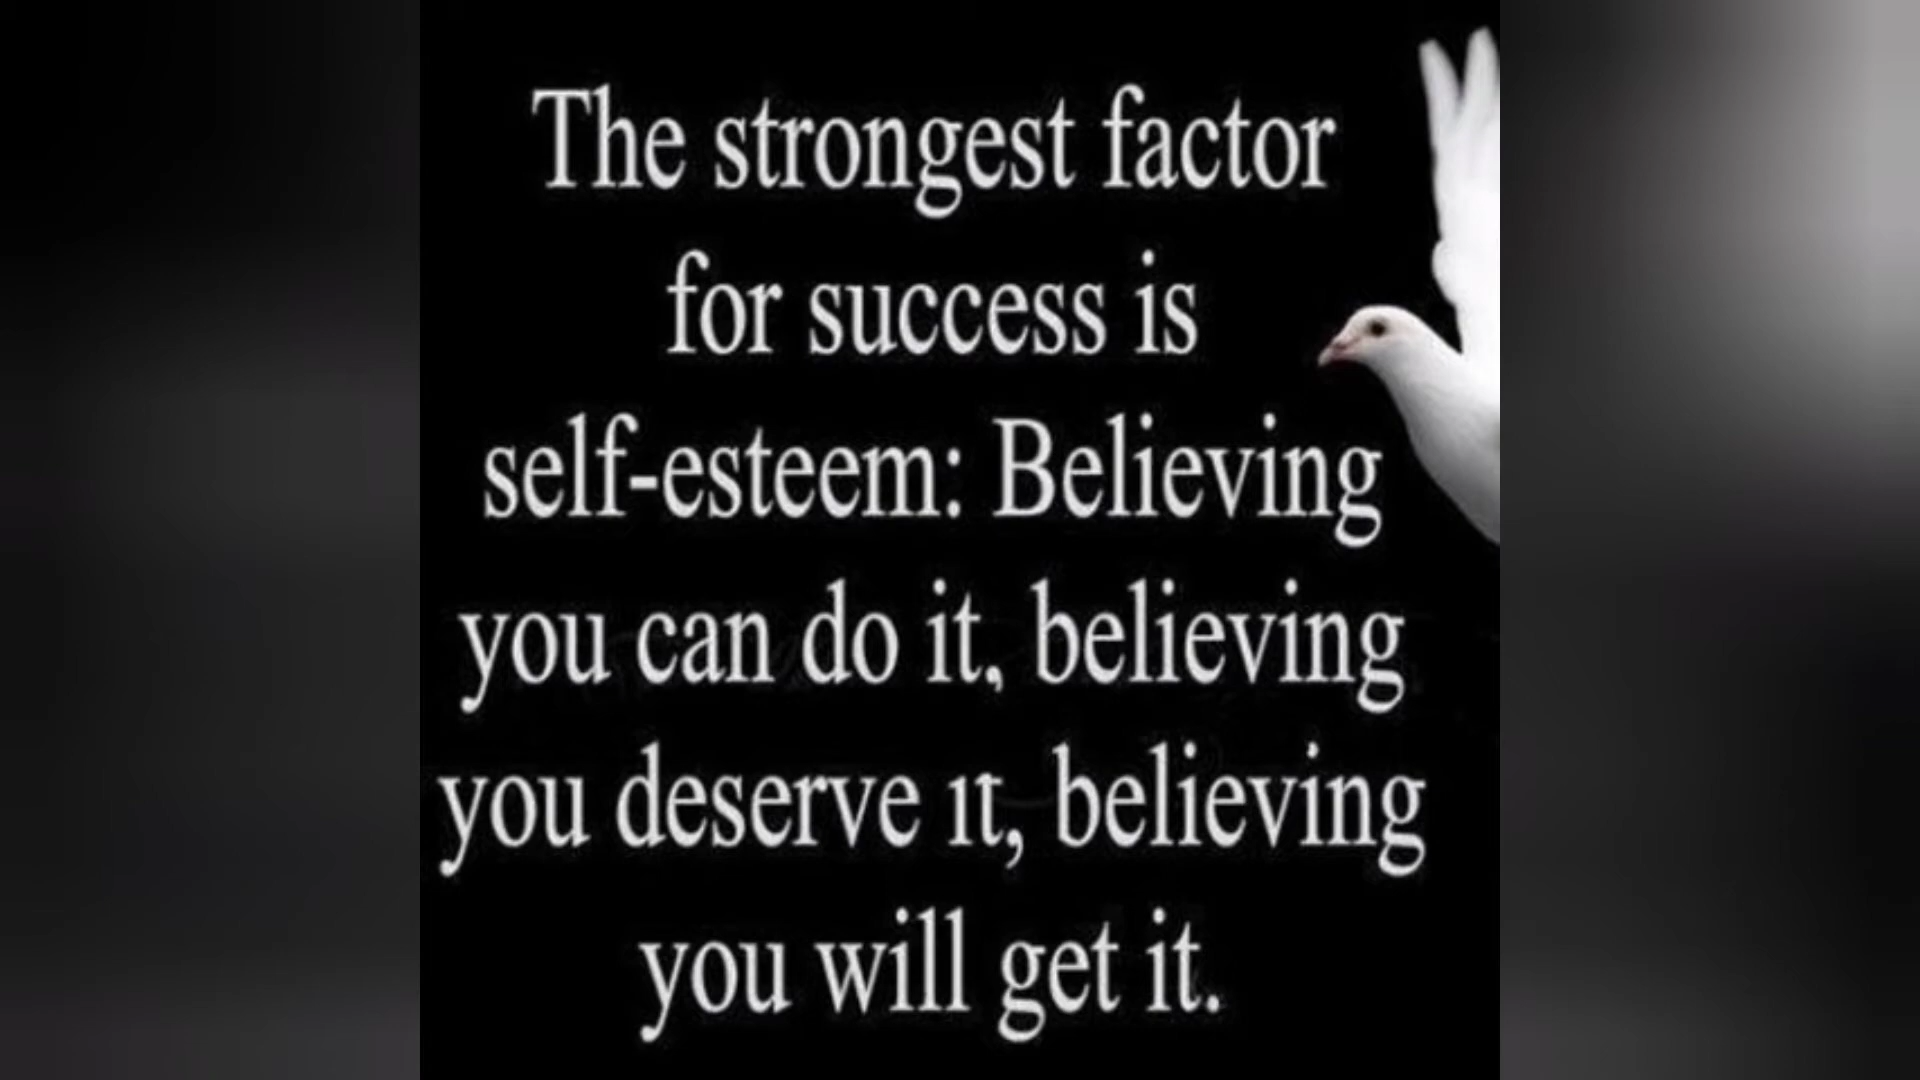 The strongest factor
for success is
self-esteem: Believing
you can do it, believing
you deserve it, believing
you will get it.